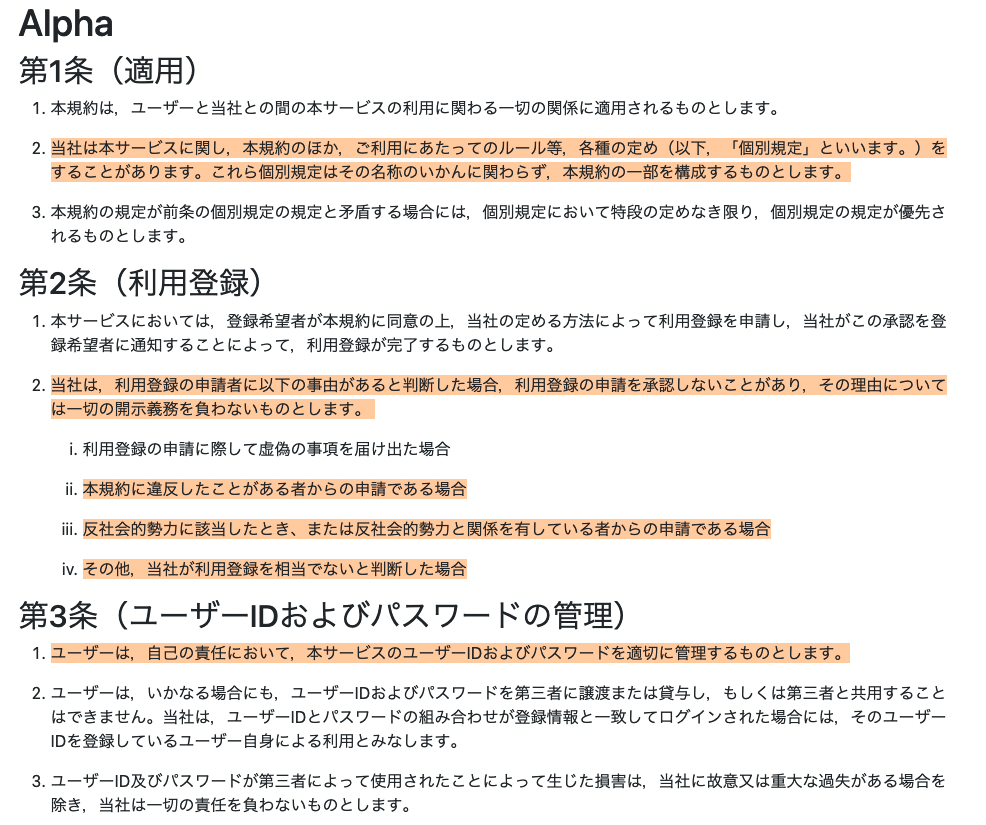 Alpha
第1条（適用）
1. 本規約は，ユーザーと当社との間の本サービスの利用に関わる一切の関係に適用されるものとします。
2. 当社は本サービスに関し，本規約のほか，ご利用にあたってのルール等，各種の定め（以下，「個別規定」といいます。）を
することがあります。これら個別規定はその名称のいかんに関わらず，本規約の一部を構成するものとします。
3. 本規約の規定が前条の個別規定の規定と矛盾する場合には，個別規定において特段の定めなき限り，個別規定の規定が優先さ
れるものとします。
第2条（利用登録）
1. 本サービスにおいては，登録希望者が本規約に同意の上，当社の定める方法によって利用登録を申請し，当社がこの承認を登
録希望者に通知することによって，利用登録が完了するものとします。
2. 当社は，利用登録の申請者に以下の事由があると判断した場合，利用登録の申請を承認しないことがあり，その理由について
は一切の開示義務を負わないものとします。
i. 利用登録の申請に際して虚偽の事項を届け出た場合
ii. 本規約に違反したことがある者からの申請である場合
iii. 反社会的勢力に該当したとき、または反社会的勢力と関係を有している者からの申請である場合
iv. その他，当社が利用登録を相当でないと判断した場合
第3条（ユーザーIDおよびパスワードの管理）
1. ユーザーは，自己の責任において，本サービスのユーザーIDおよびパスワードを適切に管理するものとします。
2. ユーザーは，いかなる場合にも，ユーザーIDおよびパスワードを第三者に譲渡または貸与し，もしくは第三者と共用すること
はできません。当社は，ユーザーIDとパスワードの組み合わせが登録情報と一致してログインされた場合には，そのユーザー
IDを登録しているユーザー自身による利用とみなします。
3. ユーザーID及びパスワードが第三者によって使用されたことによって生じた損害は，当社に故意又は重大な過失がある場合を
除き，当社は一切の責任を負わないものとします。